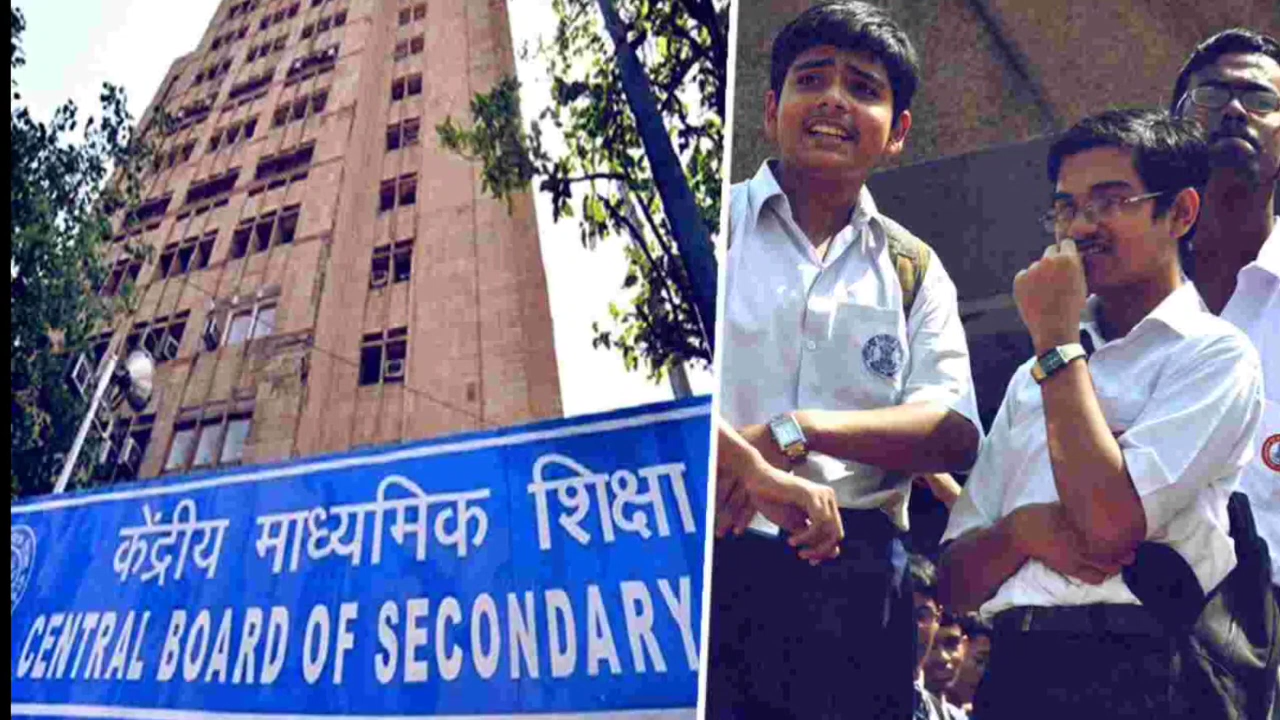 केंद्रीय माध्यमिक शिक्षा
CENTRAL BOARD OF SECONDARY